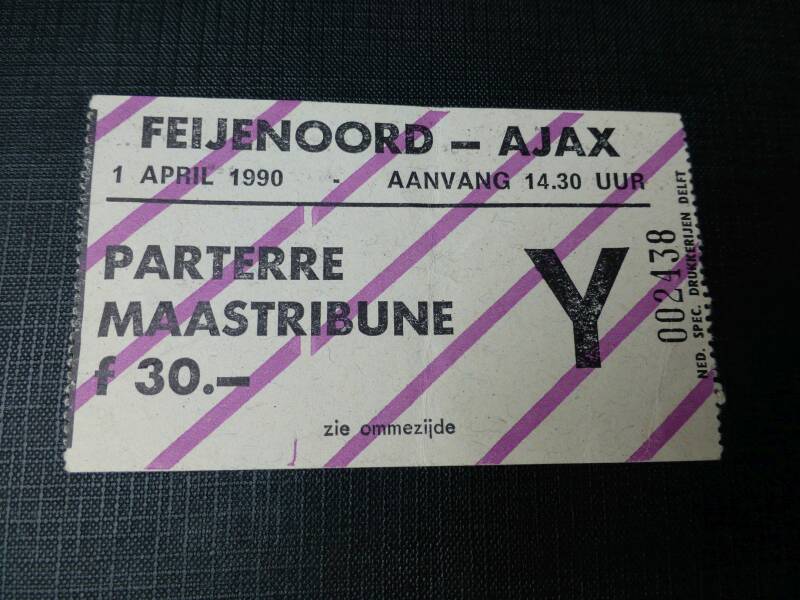 FEIJENOORD – AJAX
1 APRIL 1990 - AANVANG 14.30 UUR
PARTERRE
MAASTRIBUNE
f 30.–
Y
zie ommezijde
002438
NED. SPEC. DRUKKERIJEN DELFT